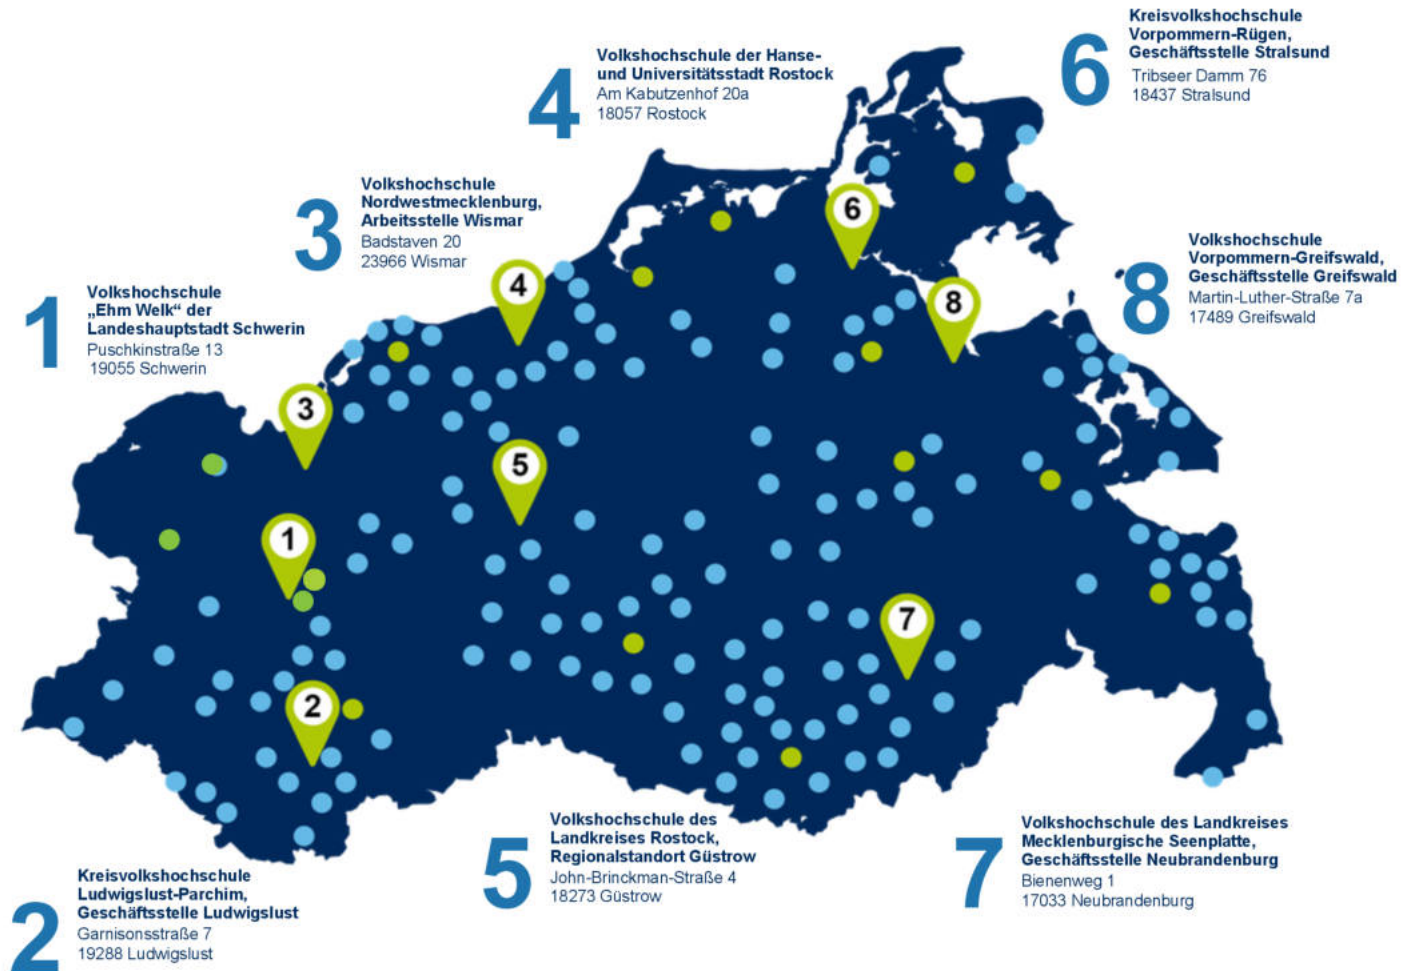 6
Kreisvolkshochschule
Vorpommern-Rügen,
Geschäftsstelle Stralsund
Tribseer Damm 76
18437 Stralsund
4
Volkshochschule der Hanse-
und Universitätsstadt Rostock
Am Kabutzenhof 20a
18057 Rostock
3
Volkshochschule
Nordwestmecklenburg,
Arbeitsstelle Wismar
Badstaven 20
23966 Wismar
8
Volkshochschule
Vorpommern-Greifswald,
Geschäftsstelle Greifswald
Martin-Luther-Straße 7a
17489 Greifswald
1
Volkshochschule
„Ehm Welk“ der
Landeshauptstadt Schwerin
Puschkinstraße 13
19055 Schwerin
6
4
8
3
5
1
7
2
5
Volkshochschule des
Landkreises Rostock,
Regionalstandort Güstrow
John-Brinckman-Straße 4
18273 Güstrow
7
Volkshochschule des Landkreises
Mecklenburgische Seenplatte,
Geschäftsstelle Neubrandenburg
Bienenweg 1
17033 Neubrandenburg
2
Kreisvolkshochschule
Ludwigslust-Parchim,
Geschäftsstelle Ludwigslust
Garnisonsstraße 7
19288 Ludwigslust